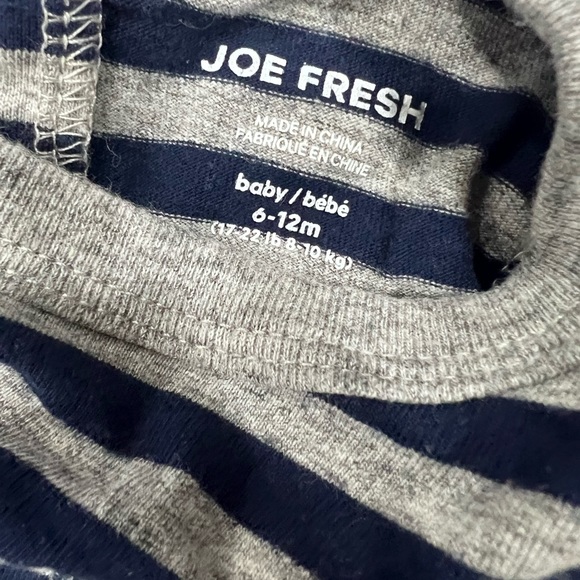 JOE FRESH
MADE IN CHINA
FABRIQUÉ EN CHINE
baby / bébé
6-12m
(17-22 lb 8-10 kg)